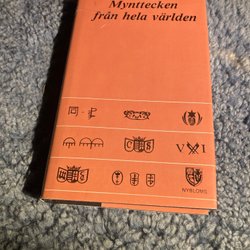 Mynttecken
från hela världen
C S
V I
NYBLOMS